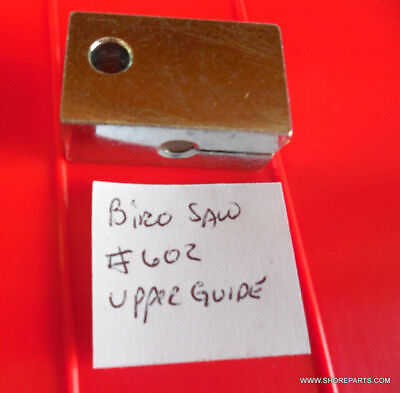 Biro Saw
#602
Upper Guide
WWW.SHOREPARTS.COM